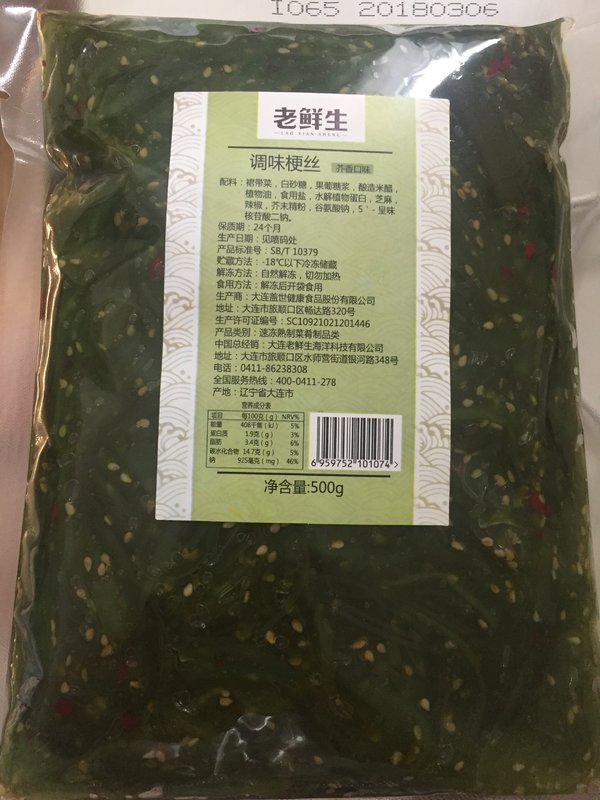 IO65 20180306
老鲜生
LAO XIAN SHENG
调味梗丝 芥香口味
配料：裙带菜，白砂糖，果葡糖浆，酿造米醋，
植物油，食用盐，水解植物蛋白，芝麻，
辣椒，芥末精粉，谷氨酸钠，5｀-呈味
核苷酸二钠。
保质期：24个月
生产日期：见喷码处
产品标准号：SB/T 10379
贮藏方法：-18℃以下冷冻储藏
解冻方法：自然解冻，切勿加热
食用方法：解冻后开袋食用
生产商：大连盖世健康食品股份有限公司
地址：大连市旅顺口区畅达路320号
生产许可证编号：SC10921021201446
产品类别：速冻熟制菜肴制品类
中国总经销：大连老鲜生海洋科技有限公司
地址：大连市旅顺口区水师营街道银河路348号
电话：0411-86238308
全国服务热线：400-0411-278
产地：辽宁省大连市
营养成分表
项目 每100克（g） NRV%
能量 408千焦（kJ） 5%
蛋白质 1.9克（g） 3%
脂肪 3.4克（g） 6%
碳水化合物 14.7克（g） 5%
钠 925毫克（mg） 46%
6 959752 101074 >
净含量:500g